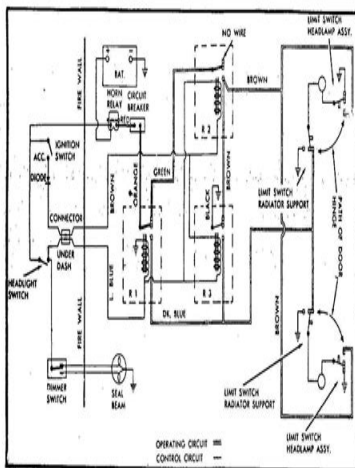 NO WIRE
LIMIT SWITCH
HEADLAMP ASSY.
FIRE WALL
BAT.
HORN
RELAY
CIRCUIT
BREAKER
RED
BROWN
R 2
IGNITION
SWITCH
ACC.
DIODE
GREEN
ORANGE
BROWN
BLACK
BROWN
LIMIT SWITCH
RADIATOR SUPPORT
PATH OF DOOR
HINGE
CONNECTOR
UNDER
DASH
HEADLIGHT
SWITCH
L. BLUE
R 1
R 3
DK. BLUE
BROWN
FIRE WALL
DIMMER
SWITCH
SEAL
BEAM
LIMIT SWITCH
RADIATOR SUPPORT
LIMIT SWITCH
HEADLAMP ASSY.
OPERATING CIRCUIT
CONTROL CIRCUIT